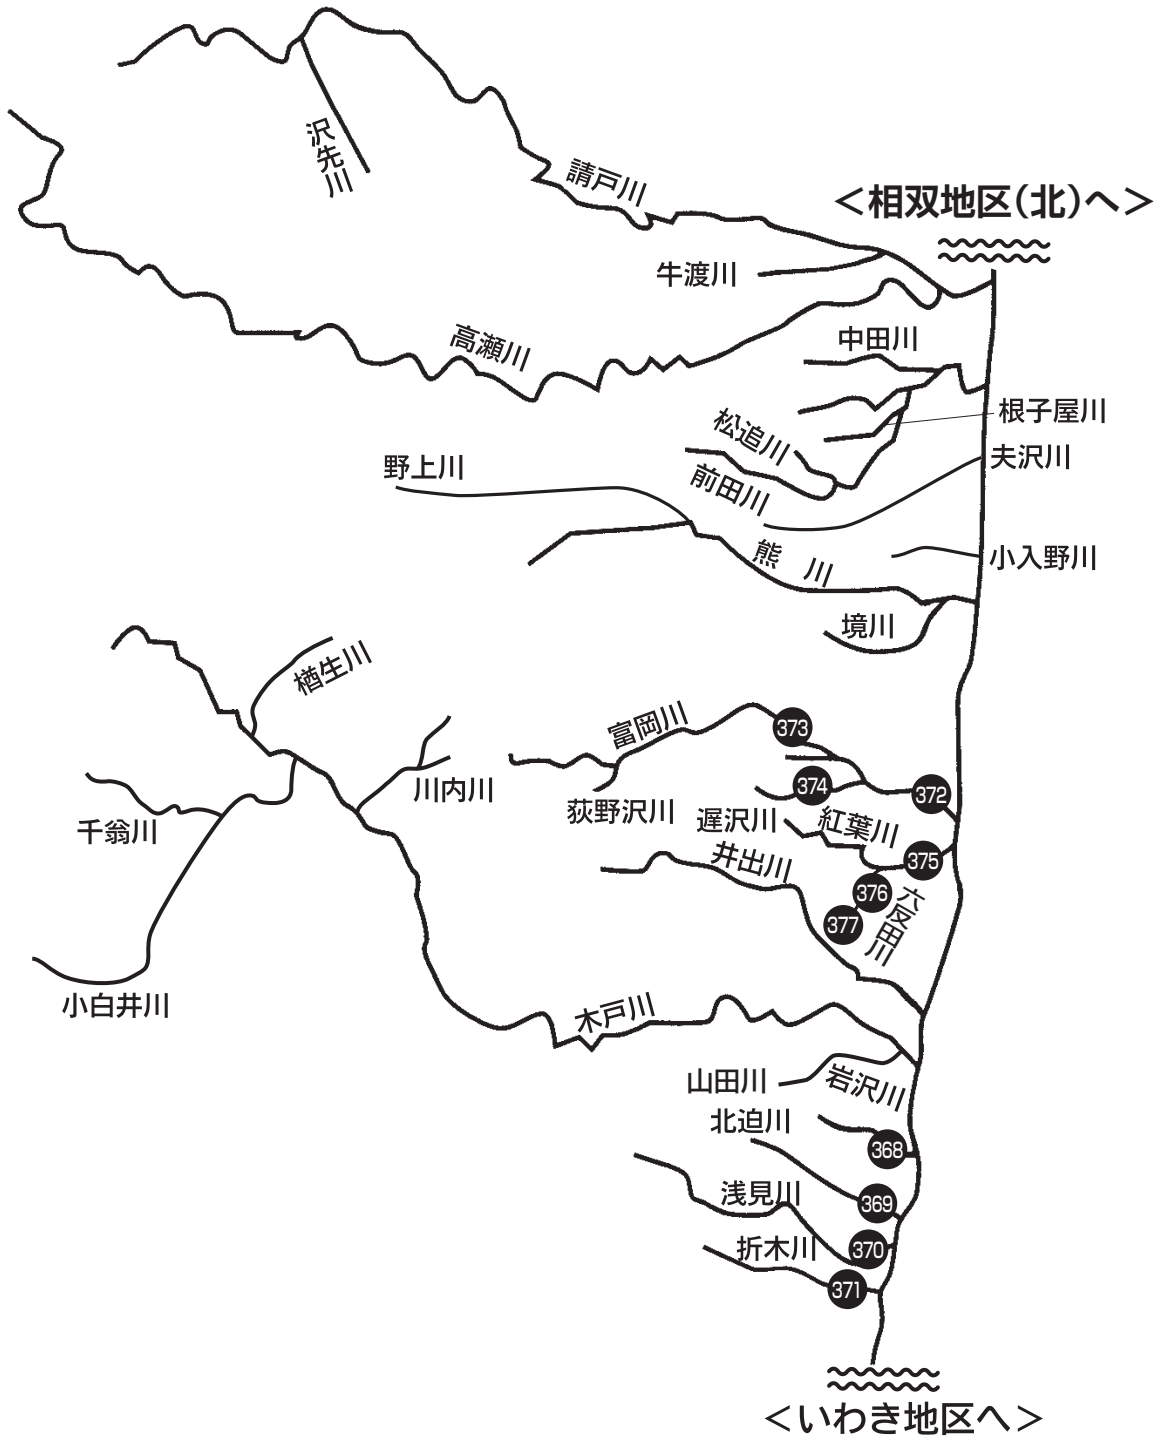 沢先川
請戸川
＜相双地区（北）へ＞
牛渡川
高瀬川
中田川
根子屋川
松追川
夫沢川
前田川
野上川
熊　川
小入野川
境川
楢生川
富岡川
373
川内川
374
372
荻野沢川
遅沢川
紅葉川
千翁川
井出川
375
376
六反田川
377
小白井川
木戸川
山田川
岩沢川
北迫川
368
浅見川
369
折木川
370
371
＜いわき地区へ＞